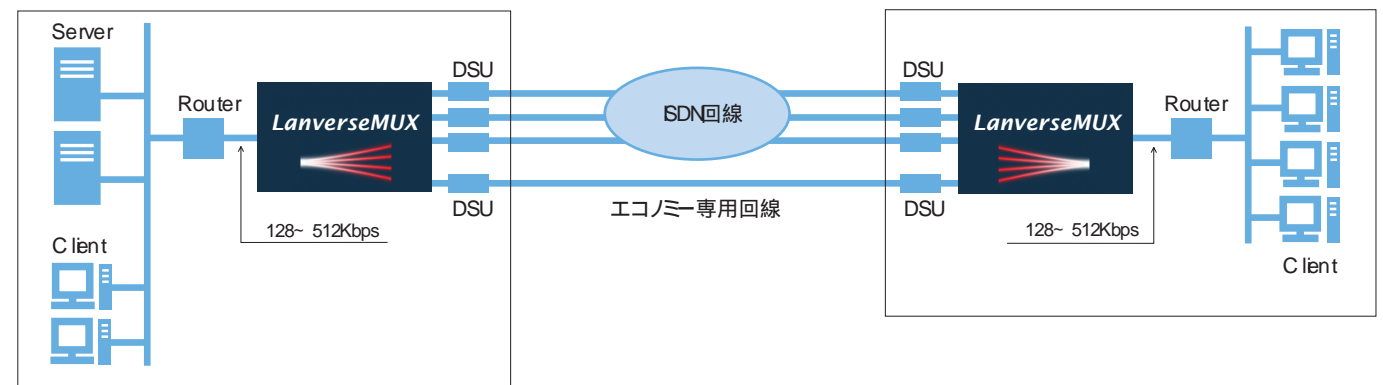 Server
Router
LanverseMUX
DSU
DSU
128~ 512Kbps
Client
ISDN回線
エコノミー専用回線
DSU
DSU
LanverseMUX
Router
128~ 512Kbps
Client